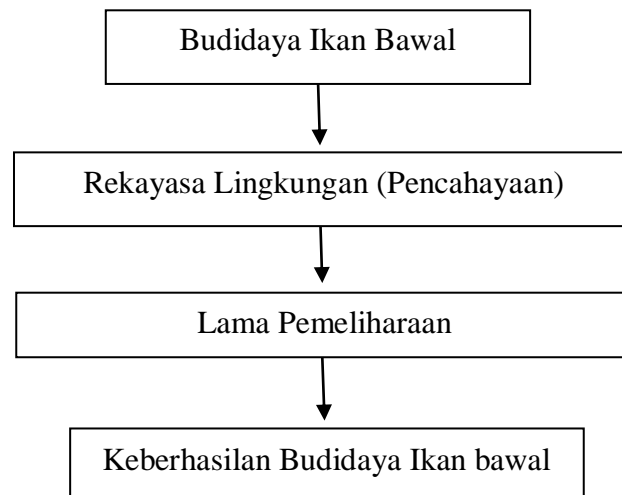 Budidaya Ikan Bawal
Rekayasa Lingkungan (Pencahayaan)
Lama Pemeliharaan
Keberhasilan Budidaya Ikan bawal